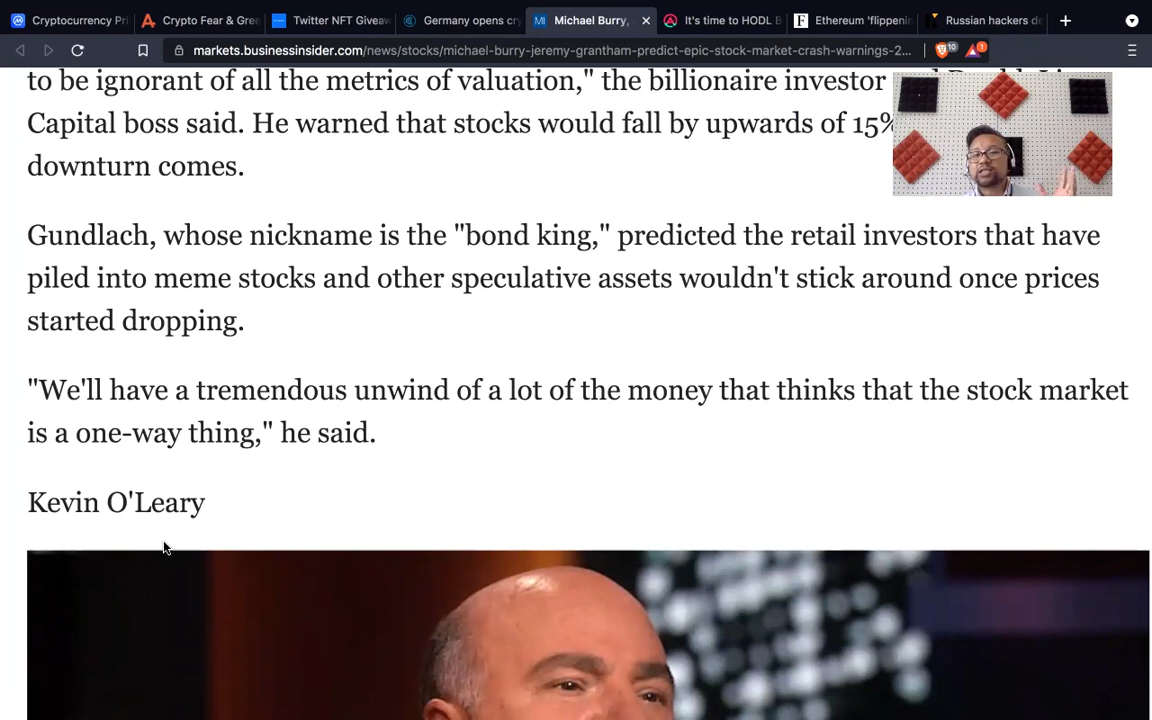 Cryptocurrency Pri
Crypto Fear & Gre
Twitter NFT Giveaw
Germany opens cr
Michael Burry,
It's time to HODL B
Ethereum 'flippenin
Russian hackers de
markets.businessinsider.com/news/stocks/michael-burry-jeremy-grantham-predict-epic-stock-market-crash-warnings-2...
10
1
to be ignorant of all the metrics of valuation," the billionaire investor
Capital boss said. He warned that stocks would fall by upwards of 15%
downturn comes.
Gundlach, whose nickname is the "bond king," predicted the retail investors that have
piled into meme stocks and other speculative assets wouldn't stick around once prices
started dropping.
"We'll have a tremendous unwind of a lot of the money that thinks that the stock market
is a one-way thing," he said.
Kevin O'Leary